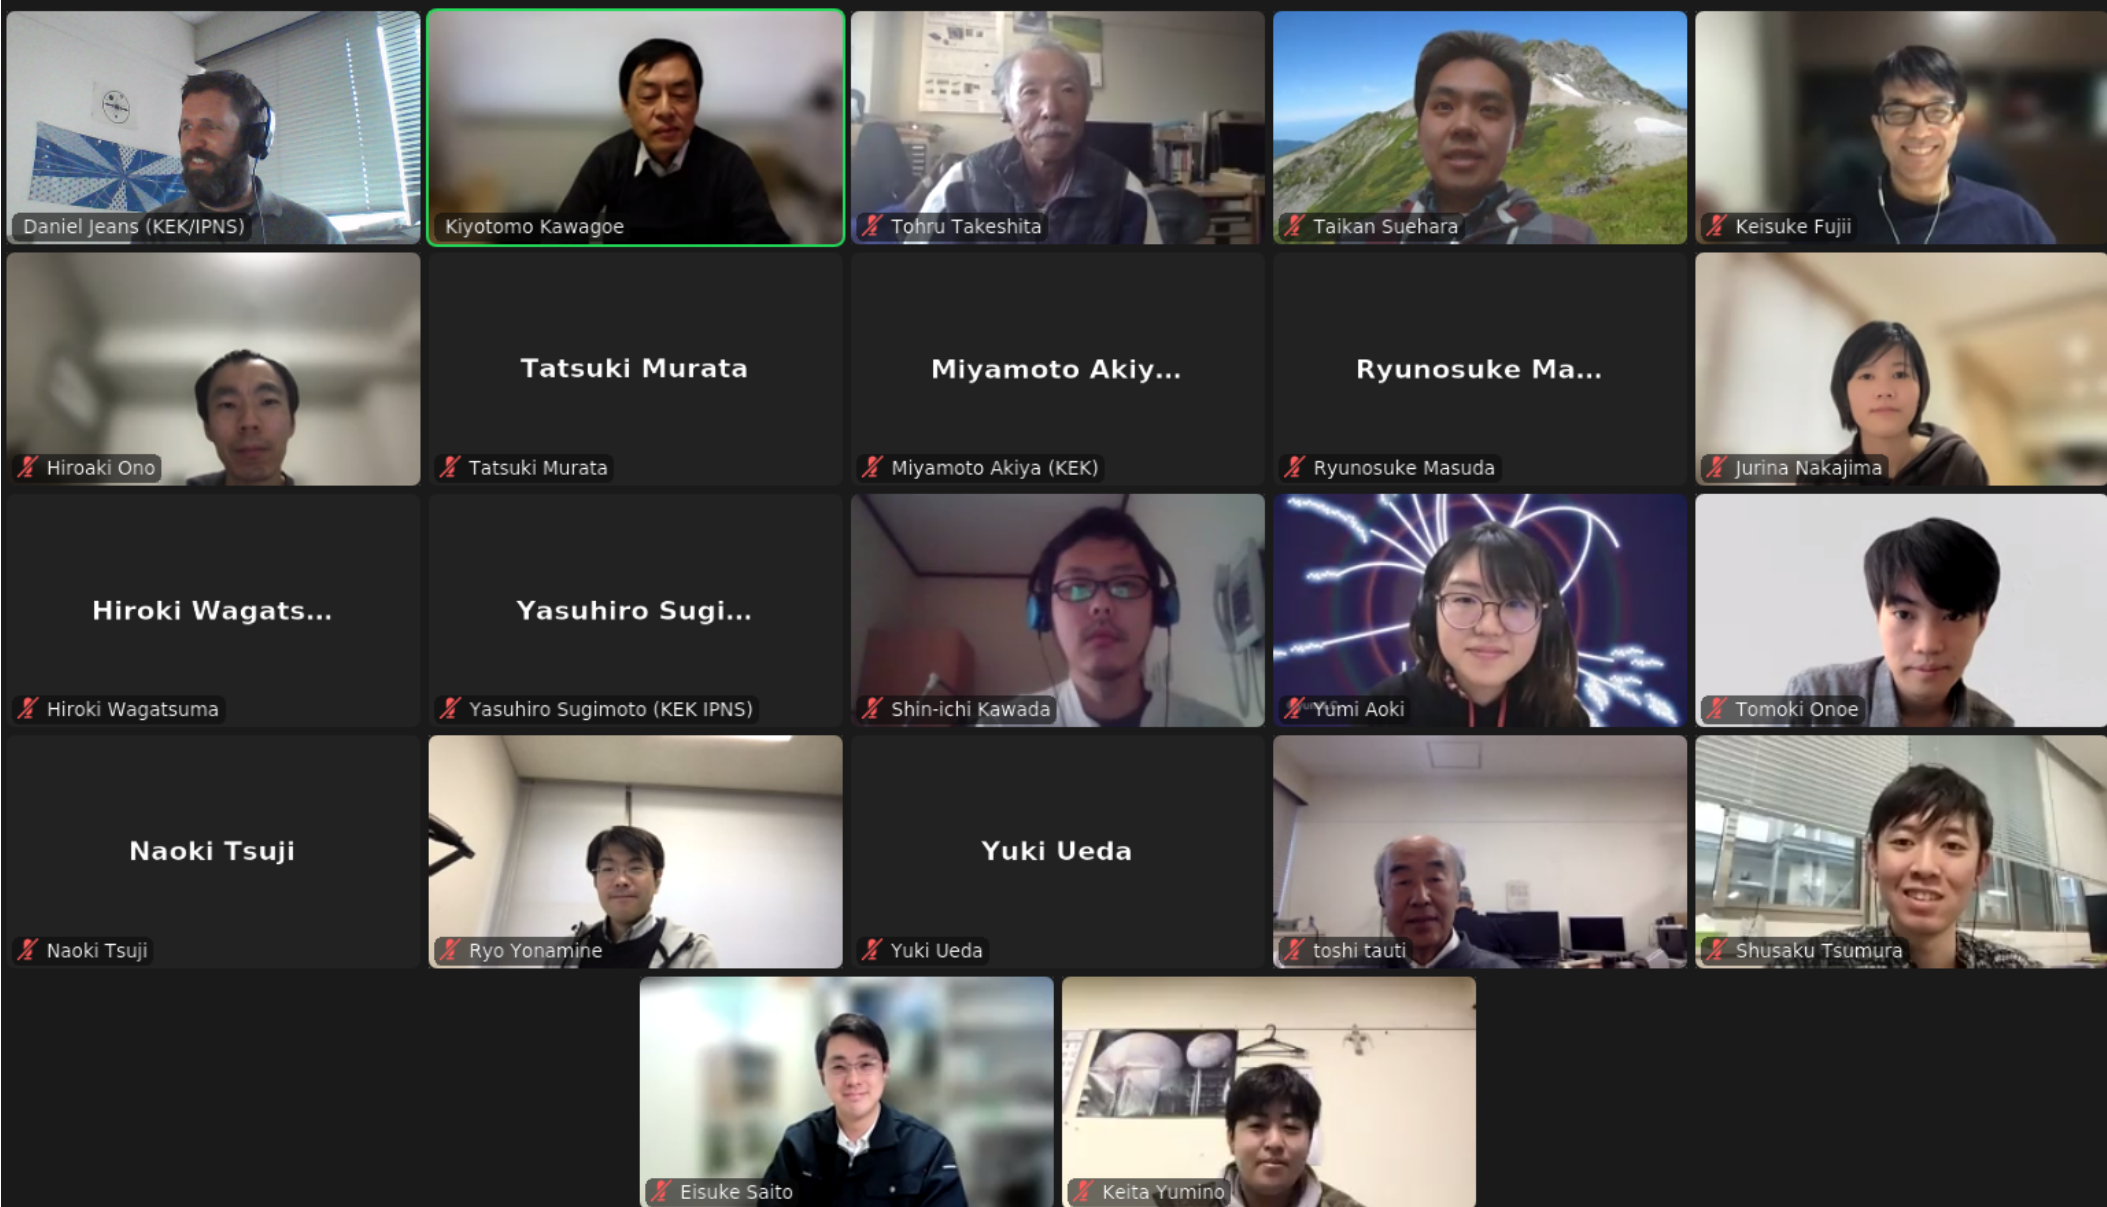 Daniel Jeans (KEK/IPNS)
Kiyotomo Kawagoe
Tohru Takeshita
Taikan Suehara
Keisuke Fujii
Hiroaki Ono
Tatsuki Murata
Tatsuki Murata
Miyamoto Akiy...
Miyamoto Akiya (KEK)
Ryunosuke Ma...
Ryunosuke Masuda
Jurina Nakajima
Hiroki Wagats...
Hiroki Wagatsuma
Yasuhiro Sugi...
Yasuhiro Sugimoto (KEK IPNS)
Shin-ichi Kawada
Yumi Aoki
Tomoki Onoe
Naoki Tsuji
Naoki Tsuji
Ryo Yonamine
Yuki Ueda
Yuki Ueda
toshi tauti
Shusaku Tsumura
Eisuke Saito
Keita Yumino